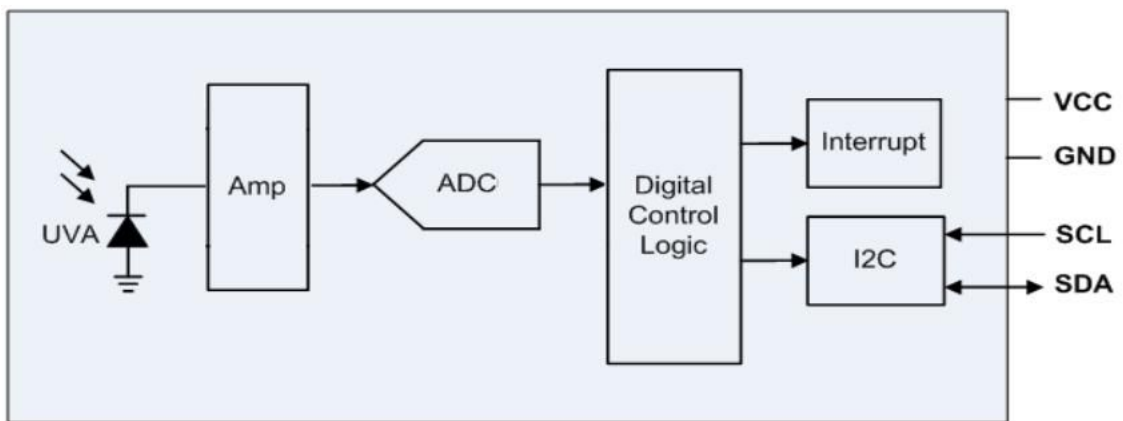 UVA
Amp
ADC
Digital
Control
Logic
Interrupt
I2C
VCC
GND
SCL
SDA